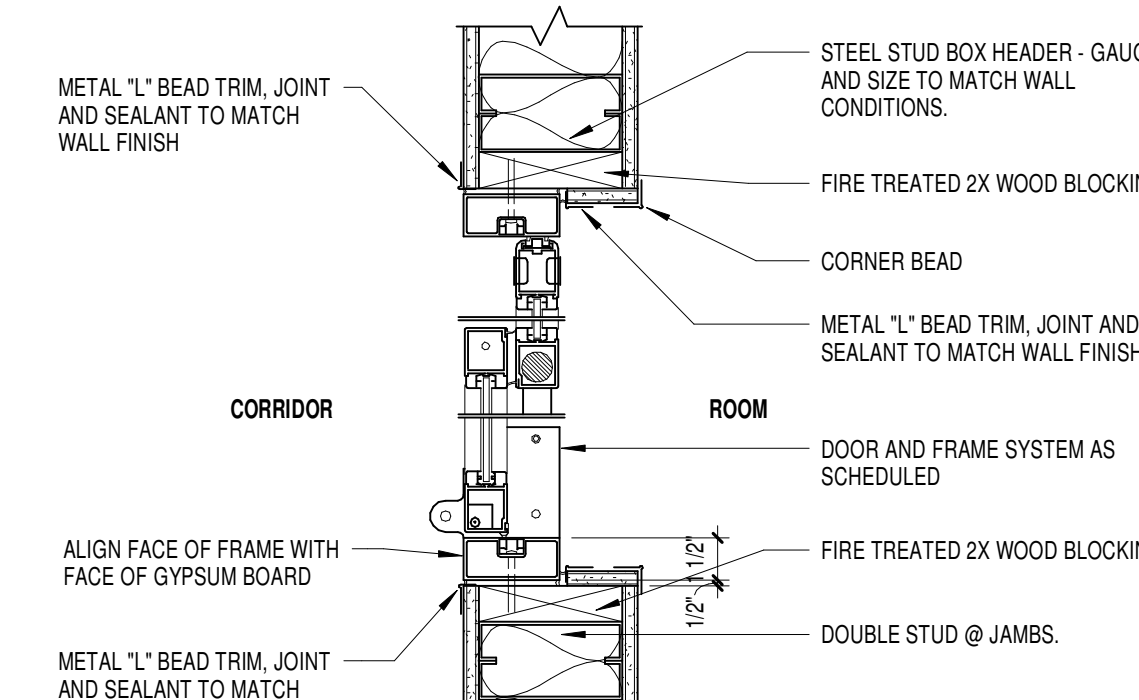 METAL "L" BEAD TRIM, JOINT
AND SEALANT TO MATCH
WALL FINISH
STEEL STUD BOX HEADER - GAUG
AND SIZE TO MATCH WALL
CONDITIONS.
FIRE TREATED 2X WOOD BLOCKIN
CORNER BEAD
METAL "L" BEAD TRIM, JOINT AND
SEALANT TO MATCH WALL FINISH
CORRIDOR
ROOM
DOOR AND FRAME SYSTEM AS
SCHEDULED
ALIGN FACE OF FRAME WITH
FACE OF GYPSUM BOARD
1 1/2"
FIRE TREATED 2X WOOD BLOCKIN
1/2"
DOUBLE STUD @ JAMBS.
METAL "L" BEAD TRIM, JOINT
AND SEALANT TO MATCH